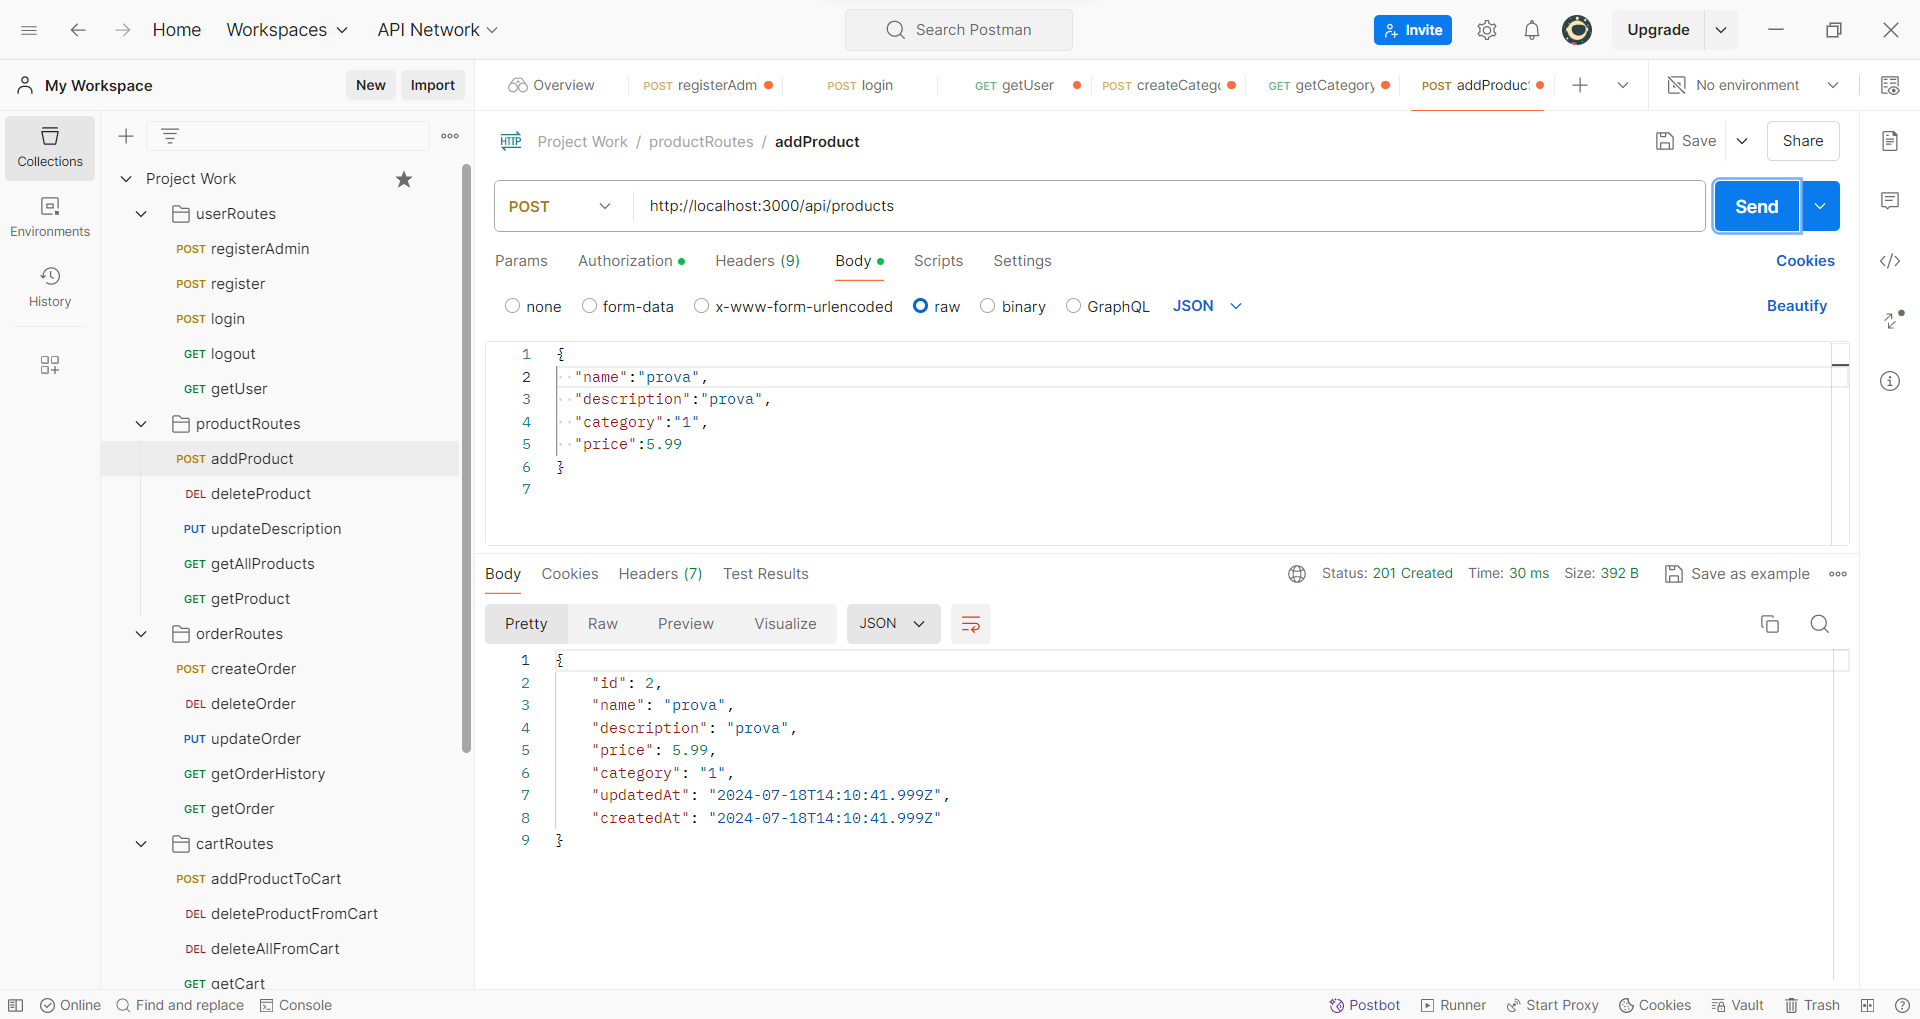 Home
Workspaces
API Network
Search Postman
Invite
Upgrade
My Workspace
New
Import
Overview
POST registerAdm
POST login
GET getUser
POST createCatego
GET getCategory
POST addProduct
No environment
Collections
Environments
History
Project Work
userRoutes
POST registerAdmin
POST register
POST login
GET logout
GET getUser
productRoutes
POST addProduct
DEL deleteProduct
PUT updateDescription
GET getAllProducts
GET getProduct
orderRoutes
POST createOrder
DEL deleteOrder
PUT updateOrder
GET getOrderHistory
GET getOrder
cartRoutes
POST addProductToCart
DEL deleteProductFromCart
DEL deleteAllFromCart
GET getCart
HTTP Project Work / productRoutes / addProduct
Save
Share
POST
http://localhost:3000/api/products
Send
Params
Authorization
Headers (9)
Body
Scripts
Settings
Cookies
none
form-data
x-www-form-urlencoded
raw
binary
GraphQL
JSON
Beautify
1 {
2 "name":"prova",
3 "description":"prova",
4 "category":"1",
5 "price":5.99
6 }
7
Body
Cookies
Headers (7)
Test Results
Status: 201 Created
Time: 30 ms
Size: 392 B
Save as example
Pretty
Raw
Preview
Visualize
JSON
1 {
2 "id": 2,
3 "name": "prova",
4 "description": "prova",
5 "price": 5.99,
6 "category": "1",
7 "updatedAt": "2024-07-18T14:10:41.999Z",
8 "createdAt": "2024-07-18T14:10:41.999Z"
9 }
Online
Find and replace
Console
Postbot
Runner
Start Proxy
Cookies
Vault
Trash